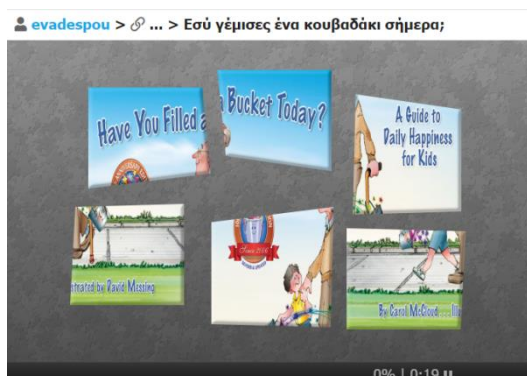 evadespou > ... > Εσύ γέμισες ένα κουβαδάκι σήμερα;
Have You Filled a
a Bucket Today?
A Guide to
Daily Happiness
for Kids
strated by David Messing
By Carol McCloud
0% | 0:19